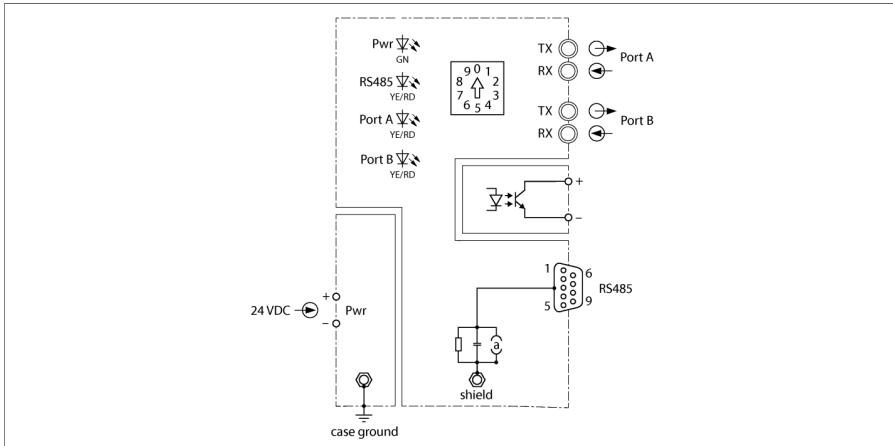 Pwr
GN
RS485
YE/RD
Port A
YE/RD
Port B
YE/RD
9 0 1
8 2
7 3
6 5 4
TX
RX
Port A
TX
RX
Port B
+
–
1
6
5
9
RS485
24 VDC
+
–
Pwr
a
shield
case ground